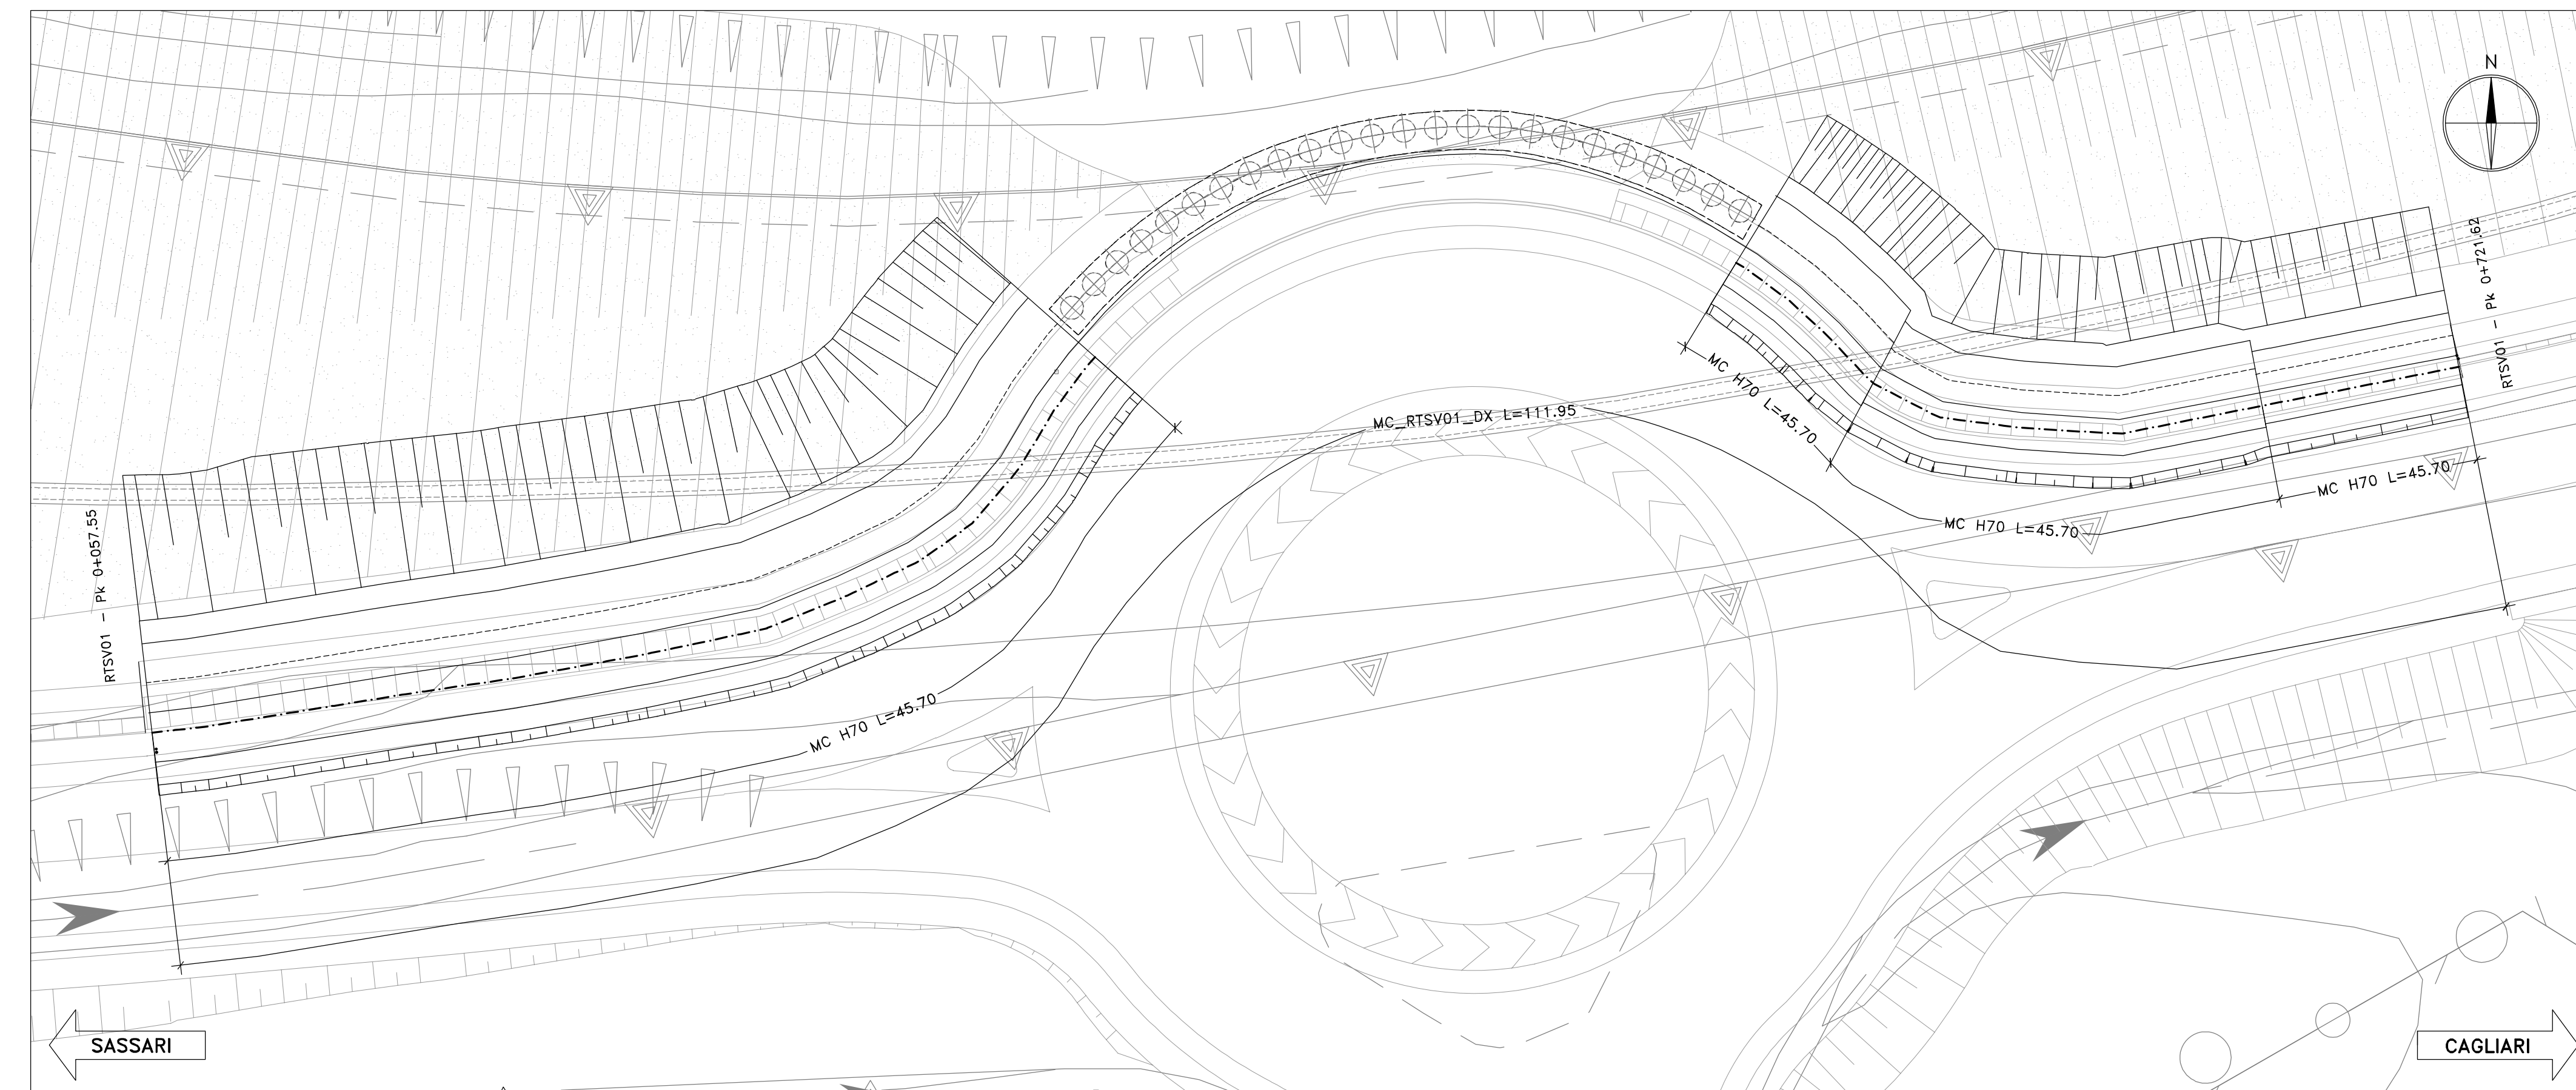 N
RTSV01 - Pk 0+721.62
MC H70 L=45.70
MC_RTSV01_DX L=111.95
MC H70 L=45.70
MC H70 L=45.70
RTSV01 - Pk 0+057.55
MC H70 L=45.70
SASSARI
CAGLIARI